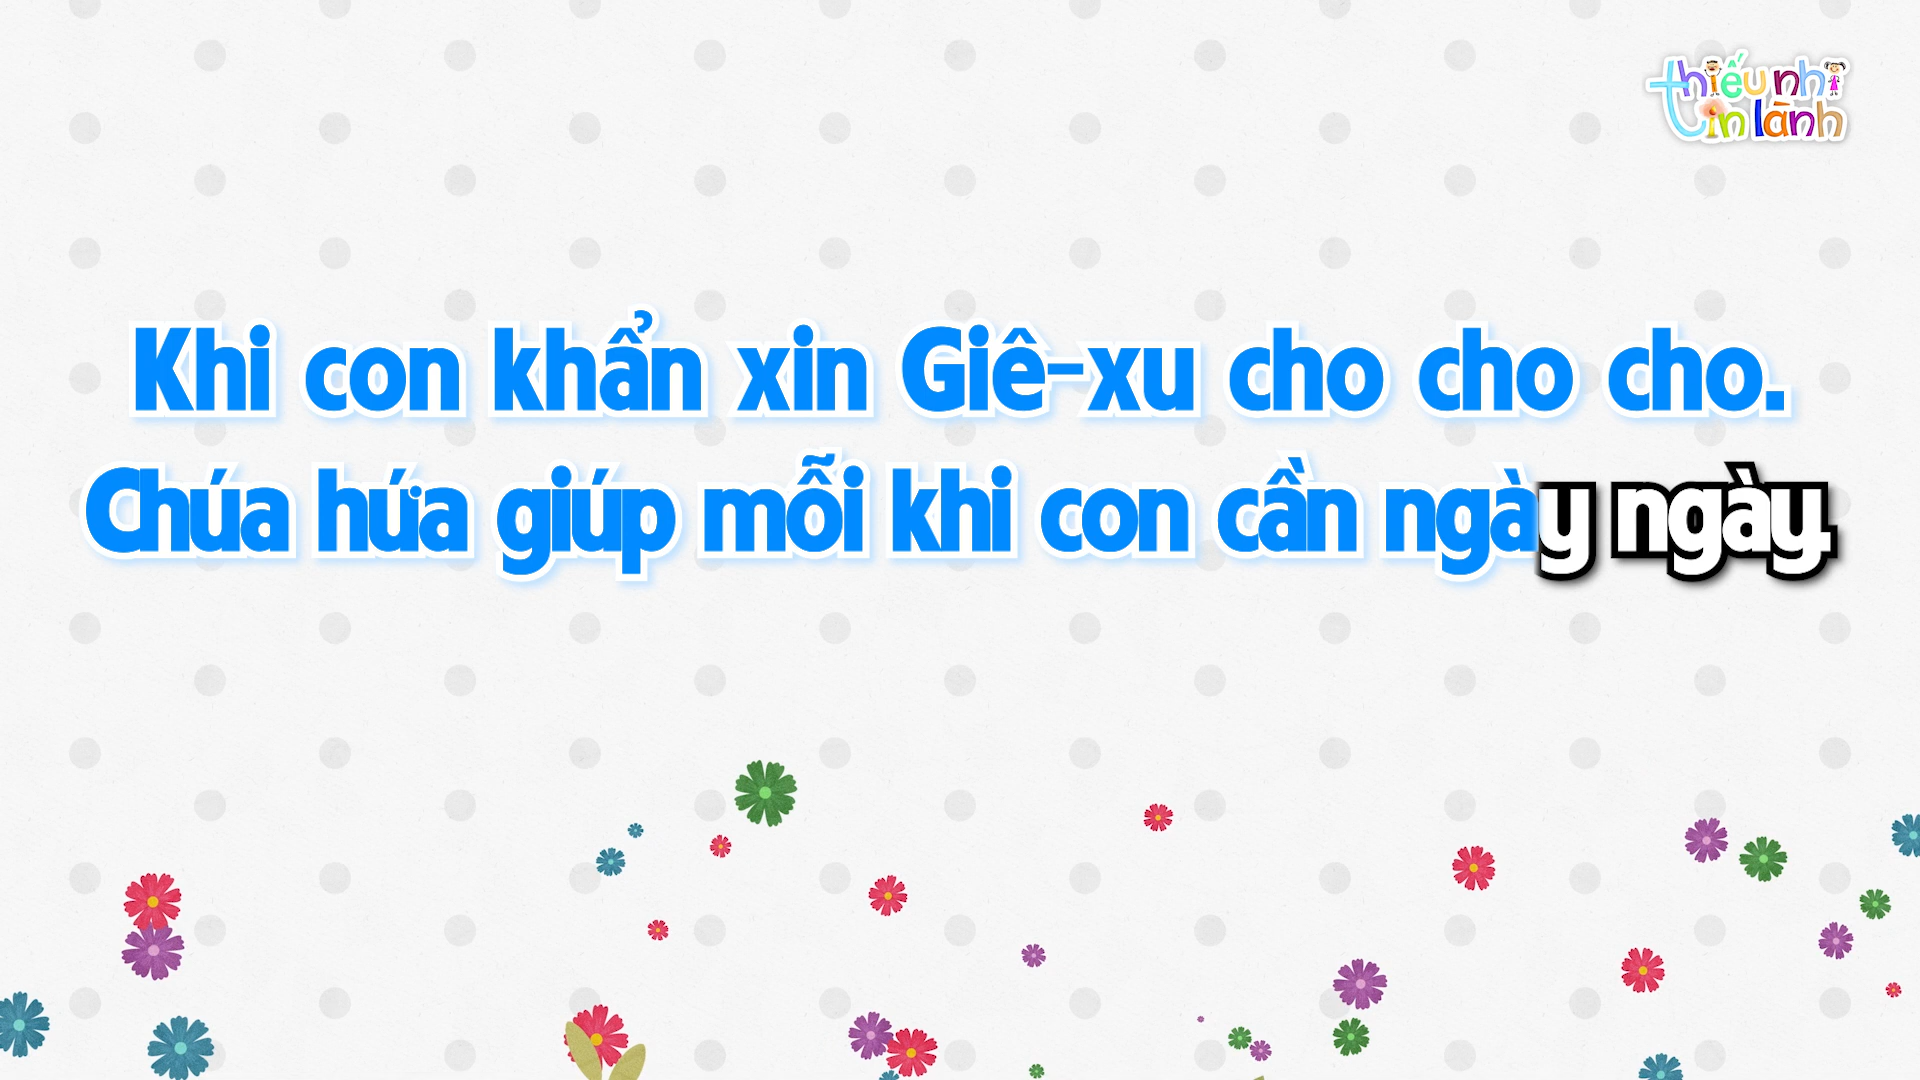 thiếu nhi
tin lành
Khi con khẩn xin Giê-xu cho cho cho.
Chúa hứa giúp mỗi khi con cần ngày ngày.